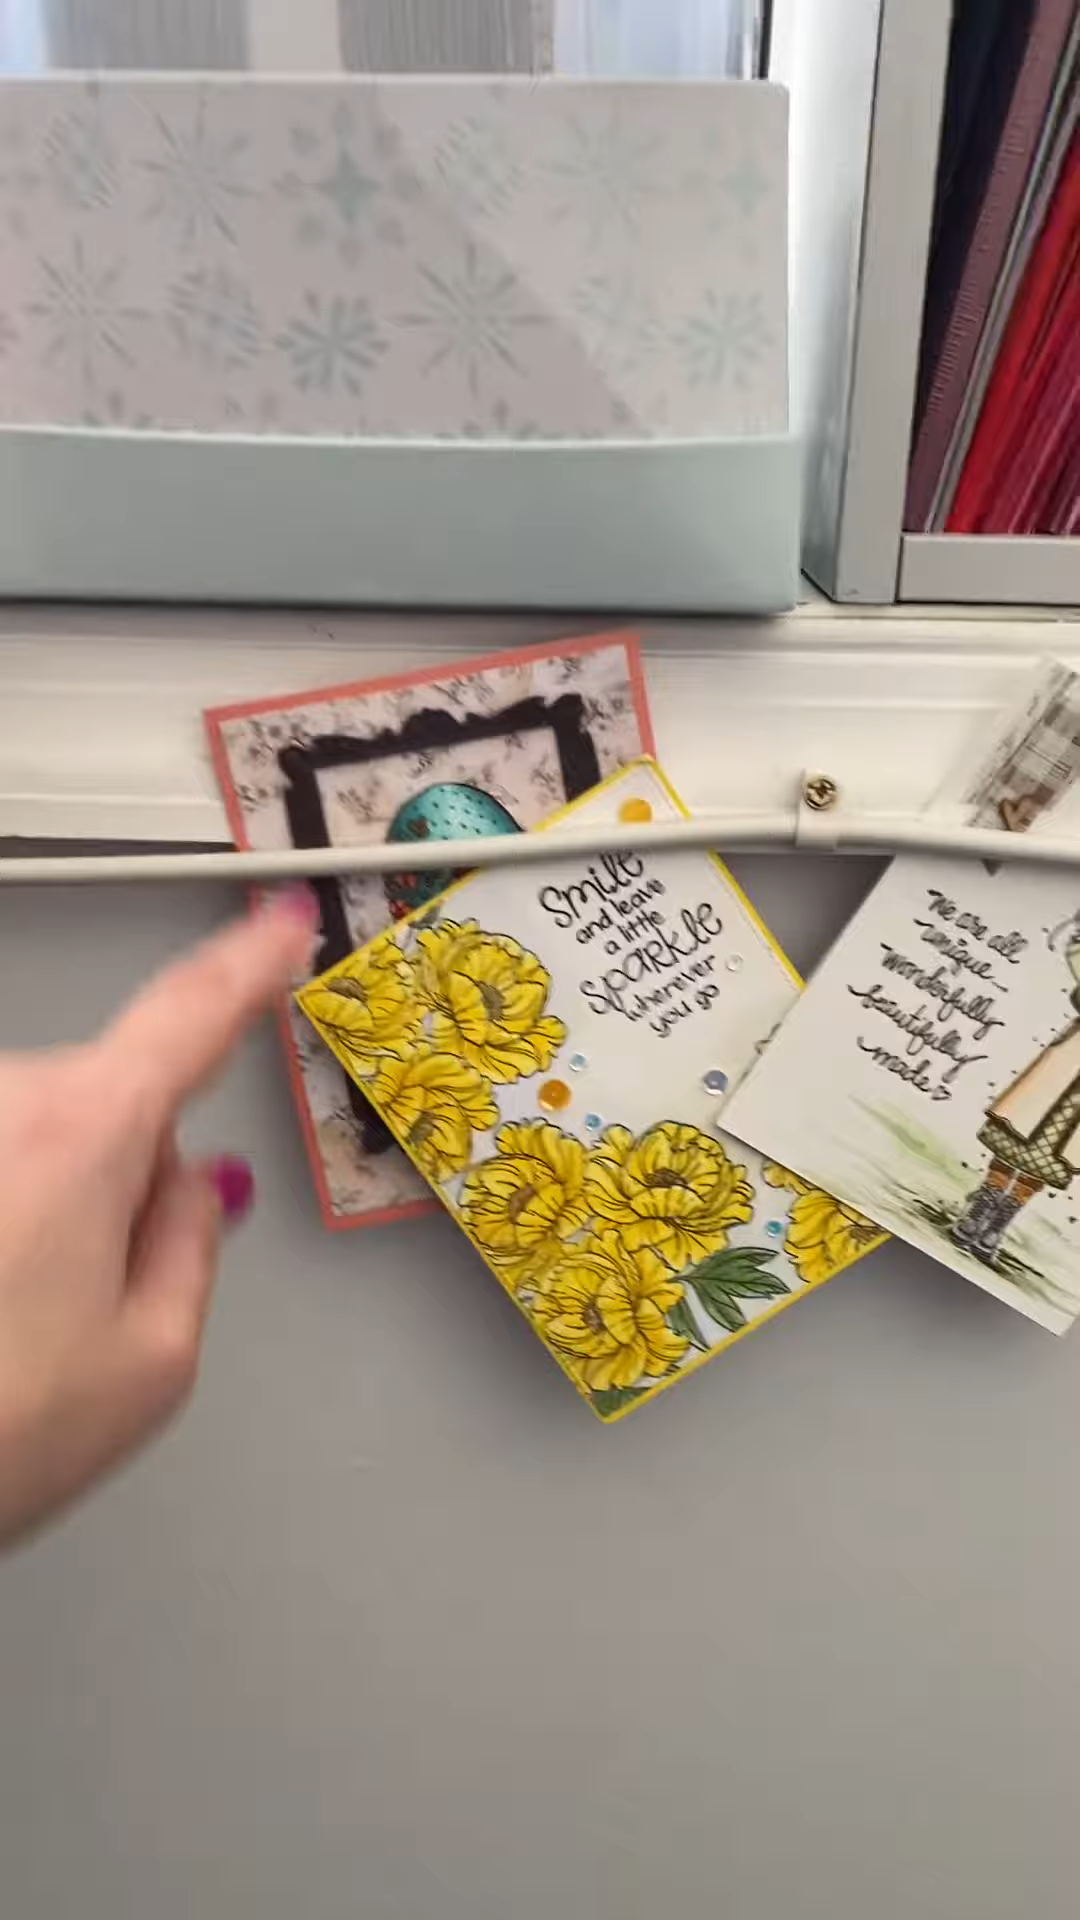 Smile
and leave
a little
sparkle
wherever
you go
We are all
unique...
wonderfully
beautifully
made